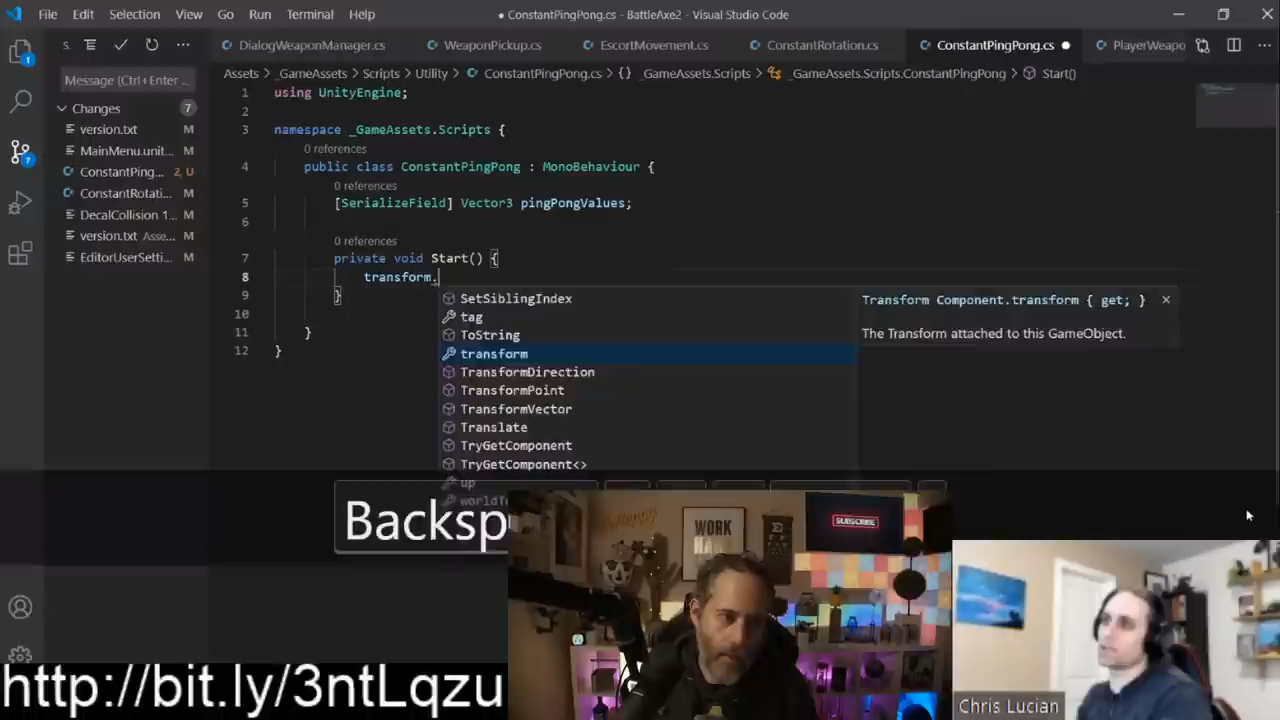 File Edit Selection View Go Run Terminal Help
● ConstantPingPong.cs - BattleAxe2 - Visual Studio Code
S.
DialogWeaponManager.cs
WeaponPickup.cs
EscortMovement.cs
ConstantRotation.cs
ConstantPingPong.cs ●
PlayerWeapo
Message (Ctrl+Enter ...
Assets > _GameAssets > Scripts > Utility > ConstantPingPong.cs > {} _GameAssets.Scripts > _GameAssets.Scripts.ConstantPingPong > Start()
Changes 7
version.txt M
MainMenu.unit... M
ConstantPing... 2, U
ConstantRotati... M
DecalCollision 1... M
version.txt Asse... M
EditorUserSetti... M
1 using UnityEngine;
2
3 namespace _GameAssets.Scripts {
0 references
4 public class ConstantPingPong : MonoBehaviour {
0 references
5 [SerializeField] Vector3 pingPongValues;
6
0 references
7 private void Start() {
8 transform.
9 }
10
11 }
12 }
SetSiblingIndex
tag
ToString
transform
TransformDirection
TransformPoint
TransformVector
Translate
TryGetComponent
TryGetComponent<>
up
Transform Component.transform { get; }
The Transform attached to this GameObject.
Backsp
WORK
SUBSCRIBE
http://bit.ly/3ntLqzu
Chris Lucian